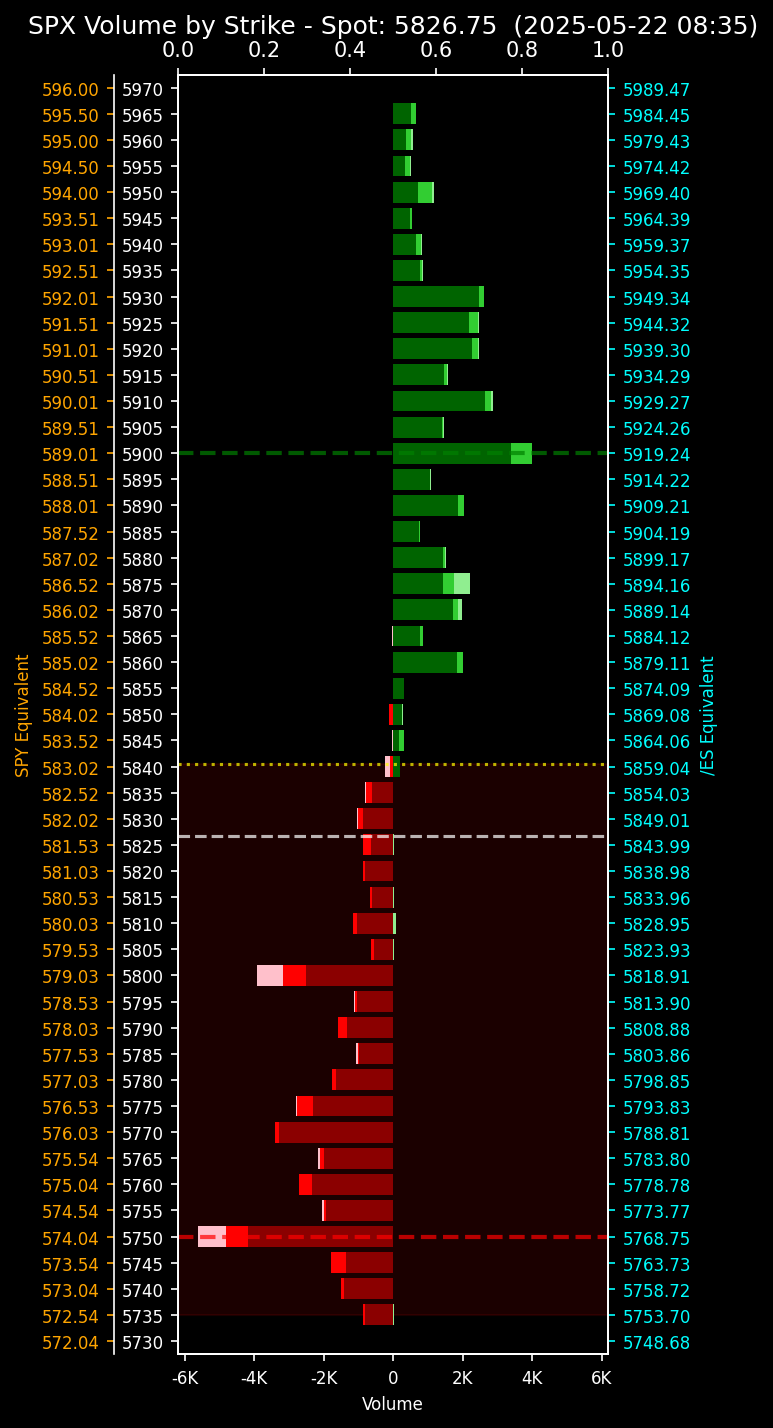 SPX Volume by Strike - Spot: 5826.75  (2025-05-22 08:35)
0.0 0.2 0.4 0.6 0.8 1.0
596.00 5970 5989.47
595.50 5965 5984.45
595.00 5960 5979.43
594.50 5955 5974.42
594.00 5950 5969.40
593.51 5945 5964.39
593.01 5940 5959.37
592.51 5935 5954.35
592.01 5930 5949.34
591.51 5925 5944.32
591.01 5920 5939.30
590.51 5915 5934.29
590.01 5910 5929.27
589.51 5905 5924.26
589.01 5900 5919.24
588.51 5895 5914.22
588.01 5890 5909.21
587.52 5885 5904.19
587.02 5880 5899.17
586.52 5875 5894.16
586.02 5870 5889.14
585.52 5865 5884.12
585.02 5860 5879.11
584.52 5855 5874.09
584.02 5850 5869.08
583.52 5845 5864.06
583.02 5840 5859.04
582.52 5835 5854.03
582.02 5830 5849.01
581.53 5825 5843.99
581.03 5820 5838.98
580.53 5815 5833.96
580.03 5810 5828.95
579.53 5805 5823.93
579.03 5800 5818.91
578.53 5795 5813.90
578.03 5790 5808.88
577.53 5785 5803.86
577.03 5780 5798.85
576.53 5775 5793.83
576.03 5770 5788.81
575.54 5765 5783.80
575.04 5760 5778.78
574.54 5755 5773.77
574.04 5750 5768.75
573.54 5745 5763.73
573.04 5740 5758.72
572.54 5735 5753.70
572.04 5730 5748.68
SPY Equivalent
/ES Equivalent
-6K -4K -2K 0 2K 4K 6K
Volume